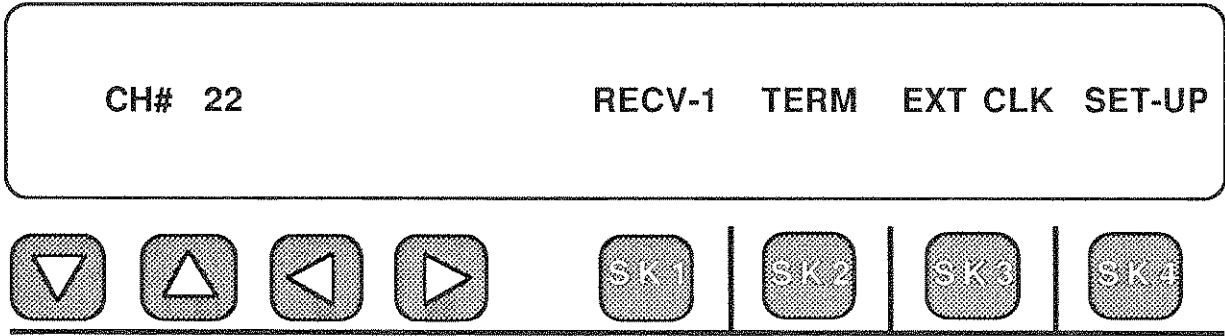 CH# 22 RECV-1 TERM EXT CLK SET-UP
SK1 SK2 SK3 SK4